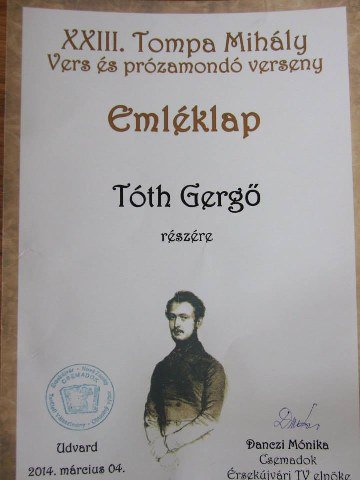 XXIII. Tompa Mihály
Vers és prózamondó verseny
Emléklap
Tóth Gergő
részére
CSEMADOK
Udvard
2014. március 04.
Danczi Mónika
Csemadok
Érsekújvári TV elnöke